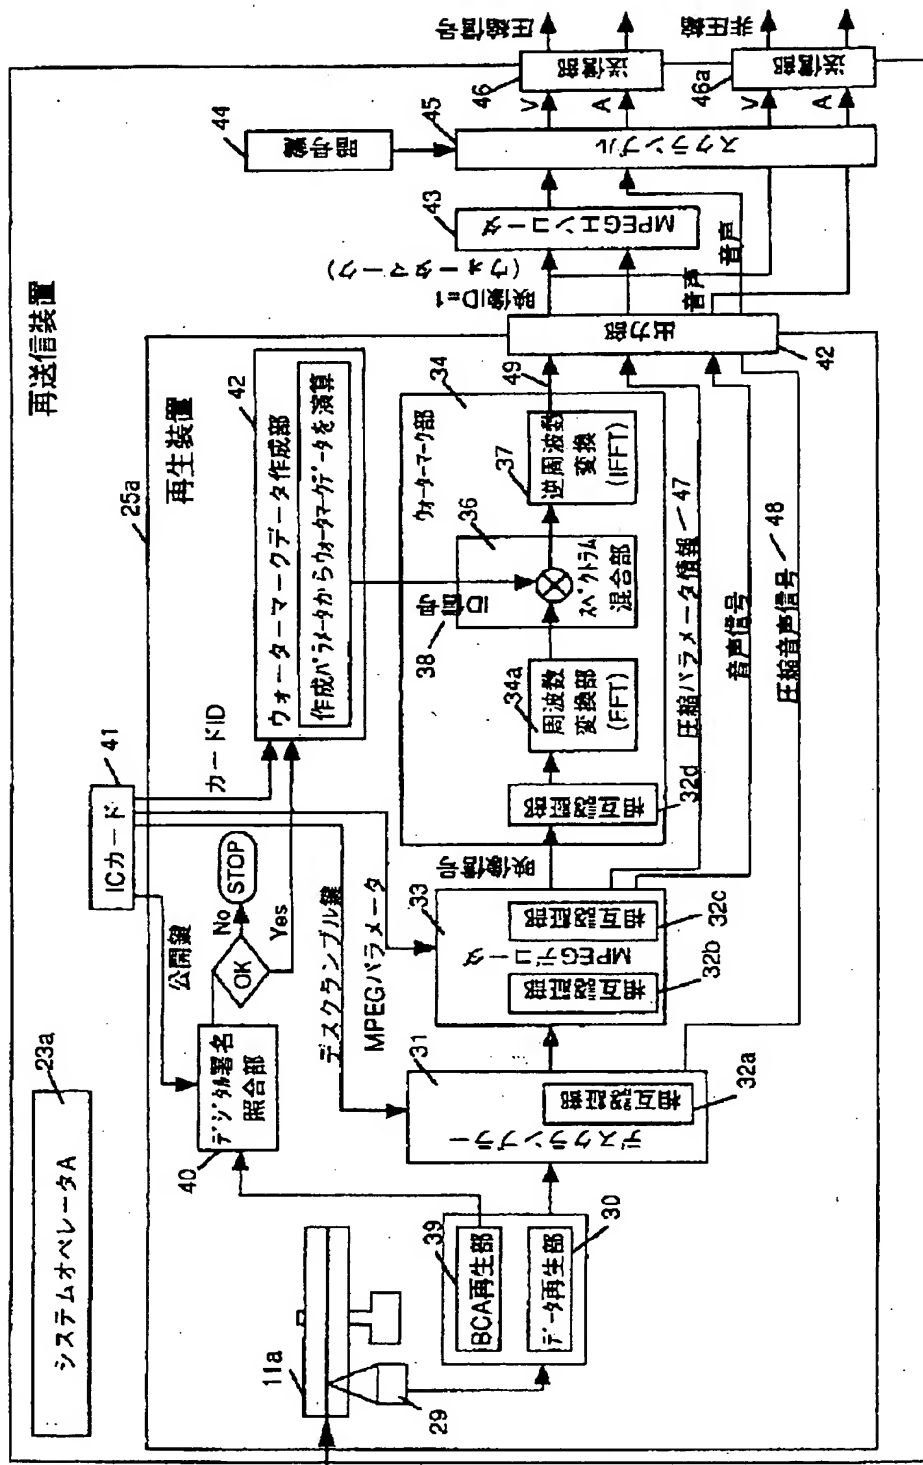 再送信装置
システムオペレータA
23a
25a
再生装置
ICカード
41
公開鍵
カードID
デスクランブル鍵
MPEGパラメータ
デジタル署名
照合部
40
OK
No
STOP
Yes
ウォーターマークデータ作成部
42
作成パラメータからウォータマークデータを演算
11a
29
39
BCA再生部
データ再生部
30
31
デスクランブラー
相互認証部
32a
33
MPEGデコータ
相互認証部
32b
相互認証部
32c
映像信号
34
ウォーターマーク部
相互認証部
32d
34a
周波数
変換部
(FFT)
ID信号
38
36
スペクトラム
混合部
37
逆周波数
変換
(IFFT)
49
圧縮パラメータ情報
47
音声信号
圧縮音声信号
48
出力部
42
映像ID=1
(ウォータマーク)
音声
音声
43
MPEGエンコータ
44
暗号鍵
45
スクランブル
V
A
46
送信部
圧縮信号
V
A
46a
送信部
非圧縮